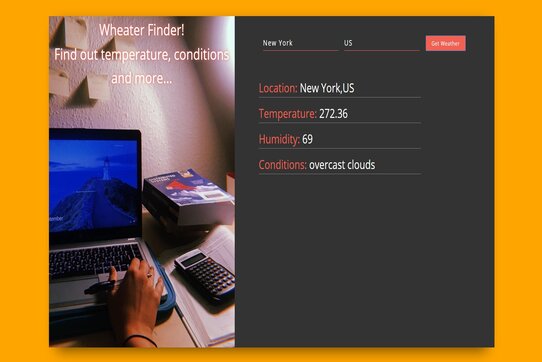 Wheater Finder!
Find out temperature, conditions
and more...
New York US Get Weather
Location: New York,US
Temperature: 272.36
Humidity: 69
Conditions: overcast clouds